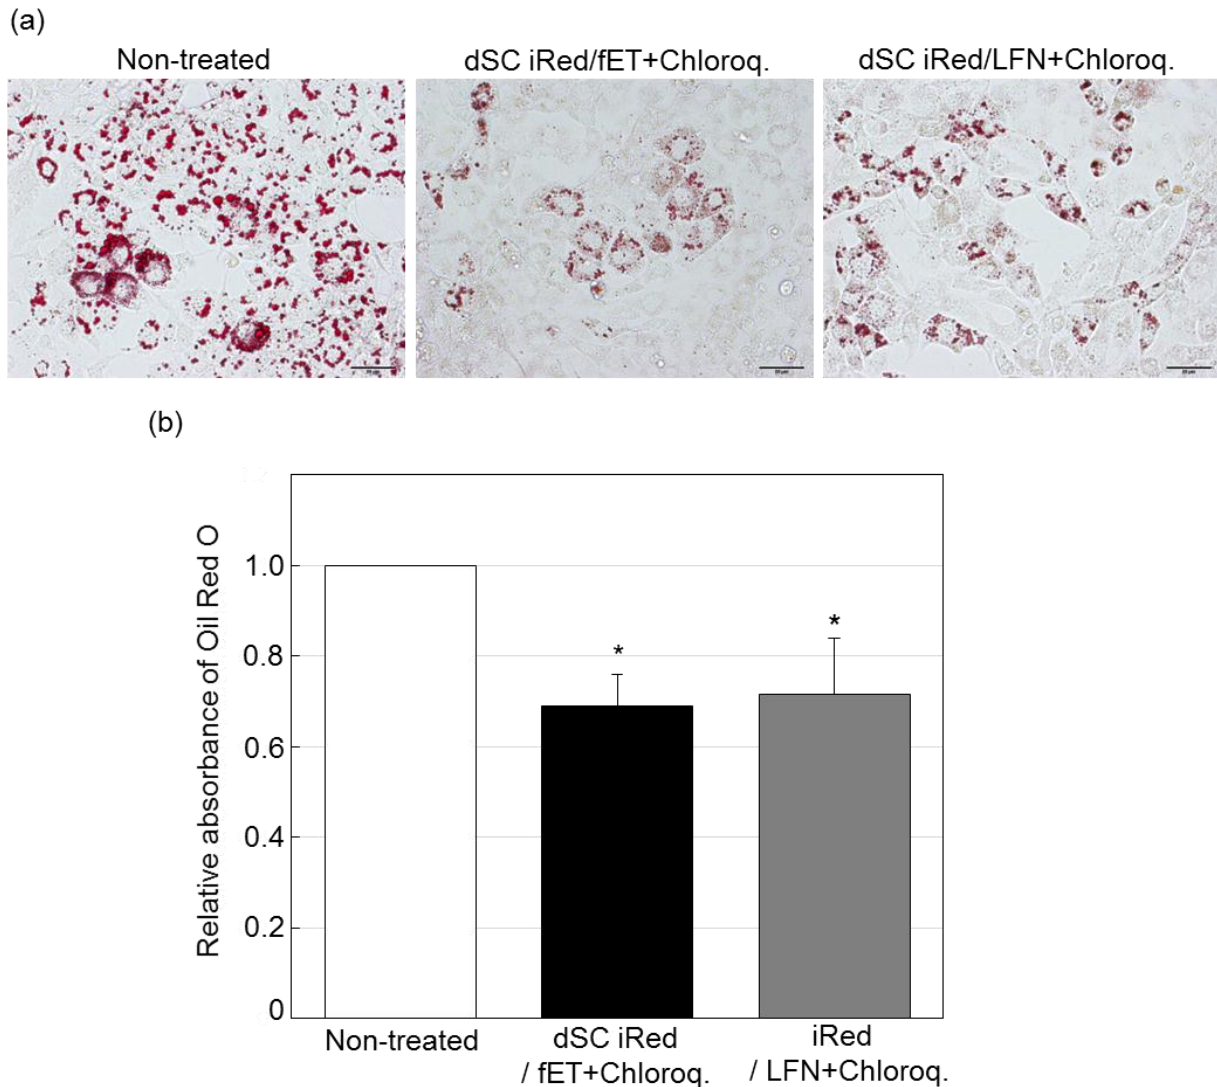 (a)
Non-treated
dSC iRed/fET+Chloroq.
dSC iRed/LFN+Chloroq.
(b)
Relative absorbance of Oil Red O
1.0
0.8
0.6
0.4
0.2
0
*
*
Non-treated
dSC iRed
/ fET+Chloroq.
iRed
/ LFN+Chloroq.